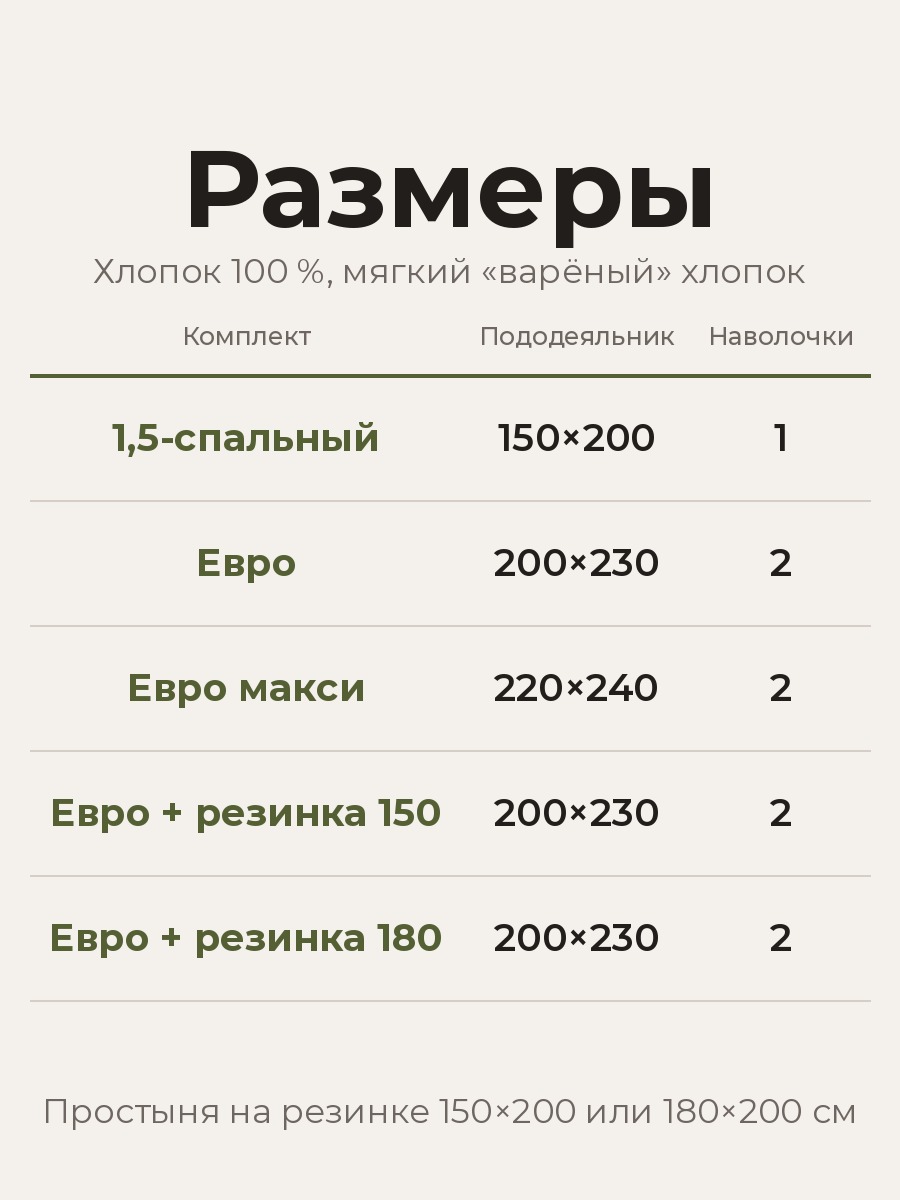 Размеры
Хлопок 100 %, мягкий «варёный» хлопок
Комплект Пододеяльник Наволочки
1,5-спальный 150×200 1
Евро 200×230 2
Евро макси 220×240 2
Евро + резинка 150 200×230 2
Евро + резинка 180 200×230 2
Простыня на резинке 150×200 или 180×200 см